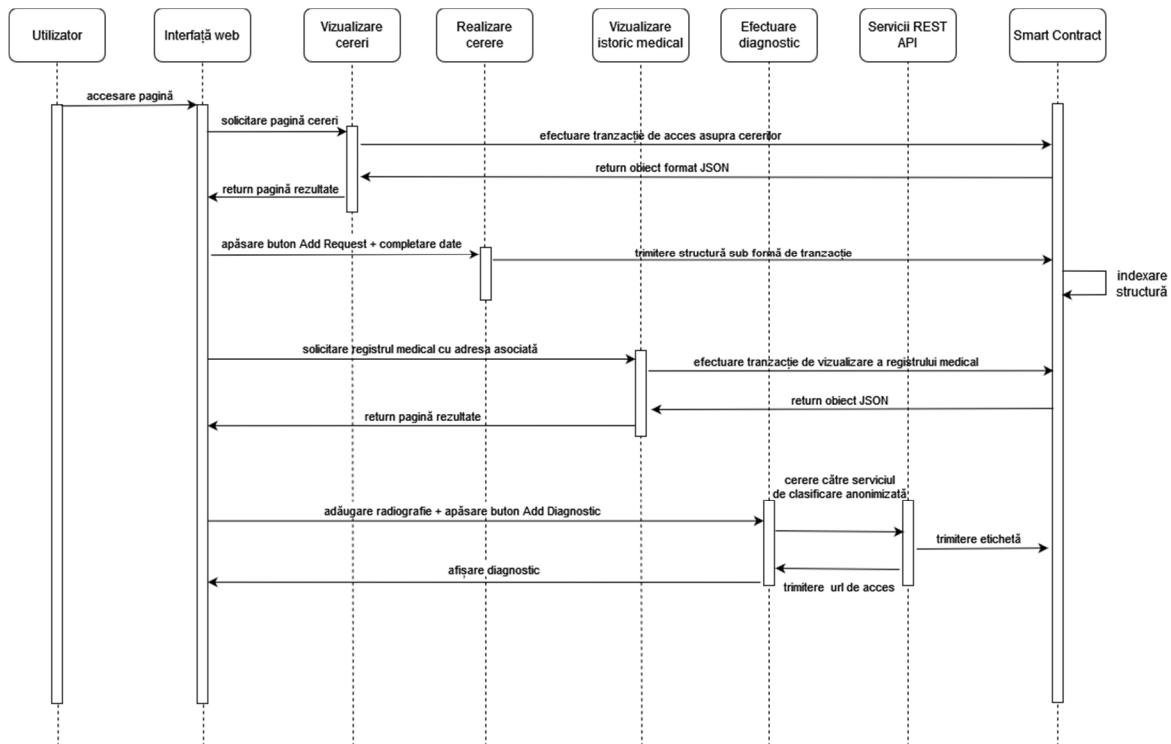 Utilizator
Interfață web
Vizualizare
cereri
Realizare
cerere
Vizualizare
istoric medical
Efectuare
diagnostic
Servicii REST
API
Smart Contract
accesare pagină
solicitare pagină cereri
efectuare tranzacție de acces asupra cererilor
return obiect format JSON
return pagină rezultate
apăsare buton Add Request + completare date
trimitere structură sub formă de tranzacție
indexare
structură
solicitare registrul medical cu adresa asociată
efectuare tranzacție de vizualizare a registrului medical
return obiect JSON
return pagină rezultate
cerere către serviciul
de clasificare anonimizată
adăugare radiografie + apăsare buton Add Diagnostic
trimitere etichetă
afișare diagnostic
trimitere url de acces